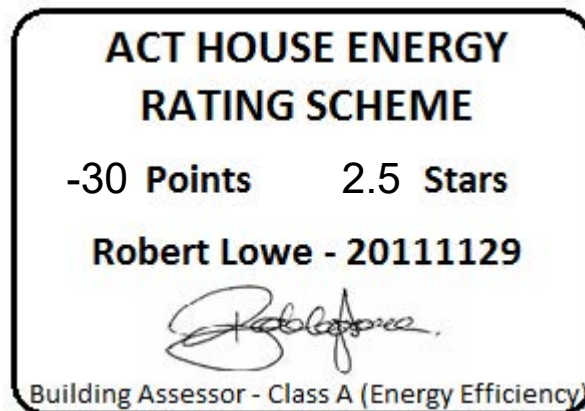 ACT HOUSE ENERGY
RATING SCHEME
-30 Points 2.5 Stars
Robert Lowe - 20111129
Building Assessor - Class A (Energy Efficiency)